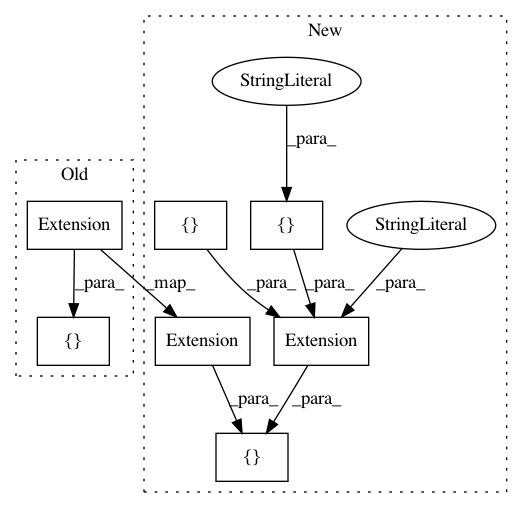 New
StringLiteral
_para_
Old
Extension
{}
{}
StringLiteral
_para_
_map_
_para_
_para_
_para_
{}
Extension
Extension
_para_
_para_
{}